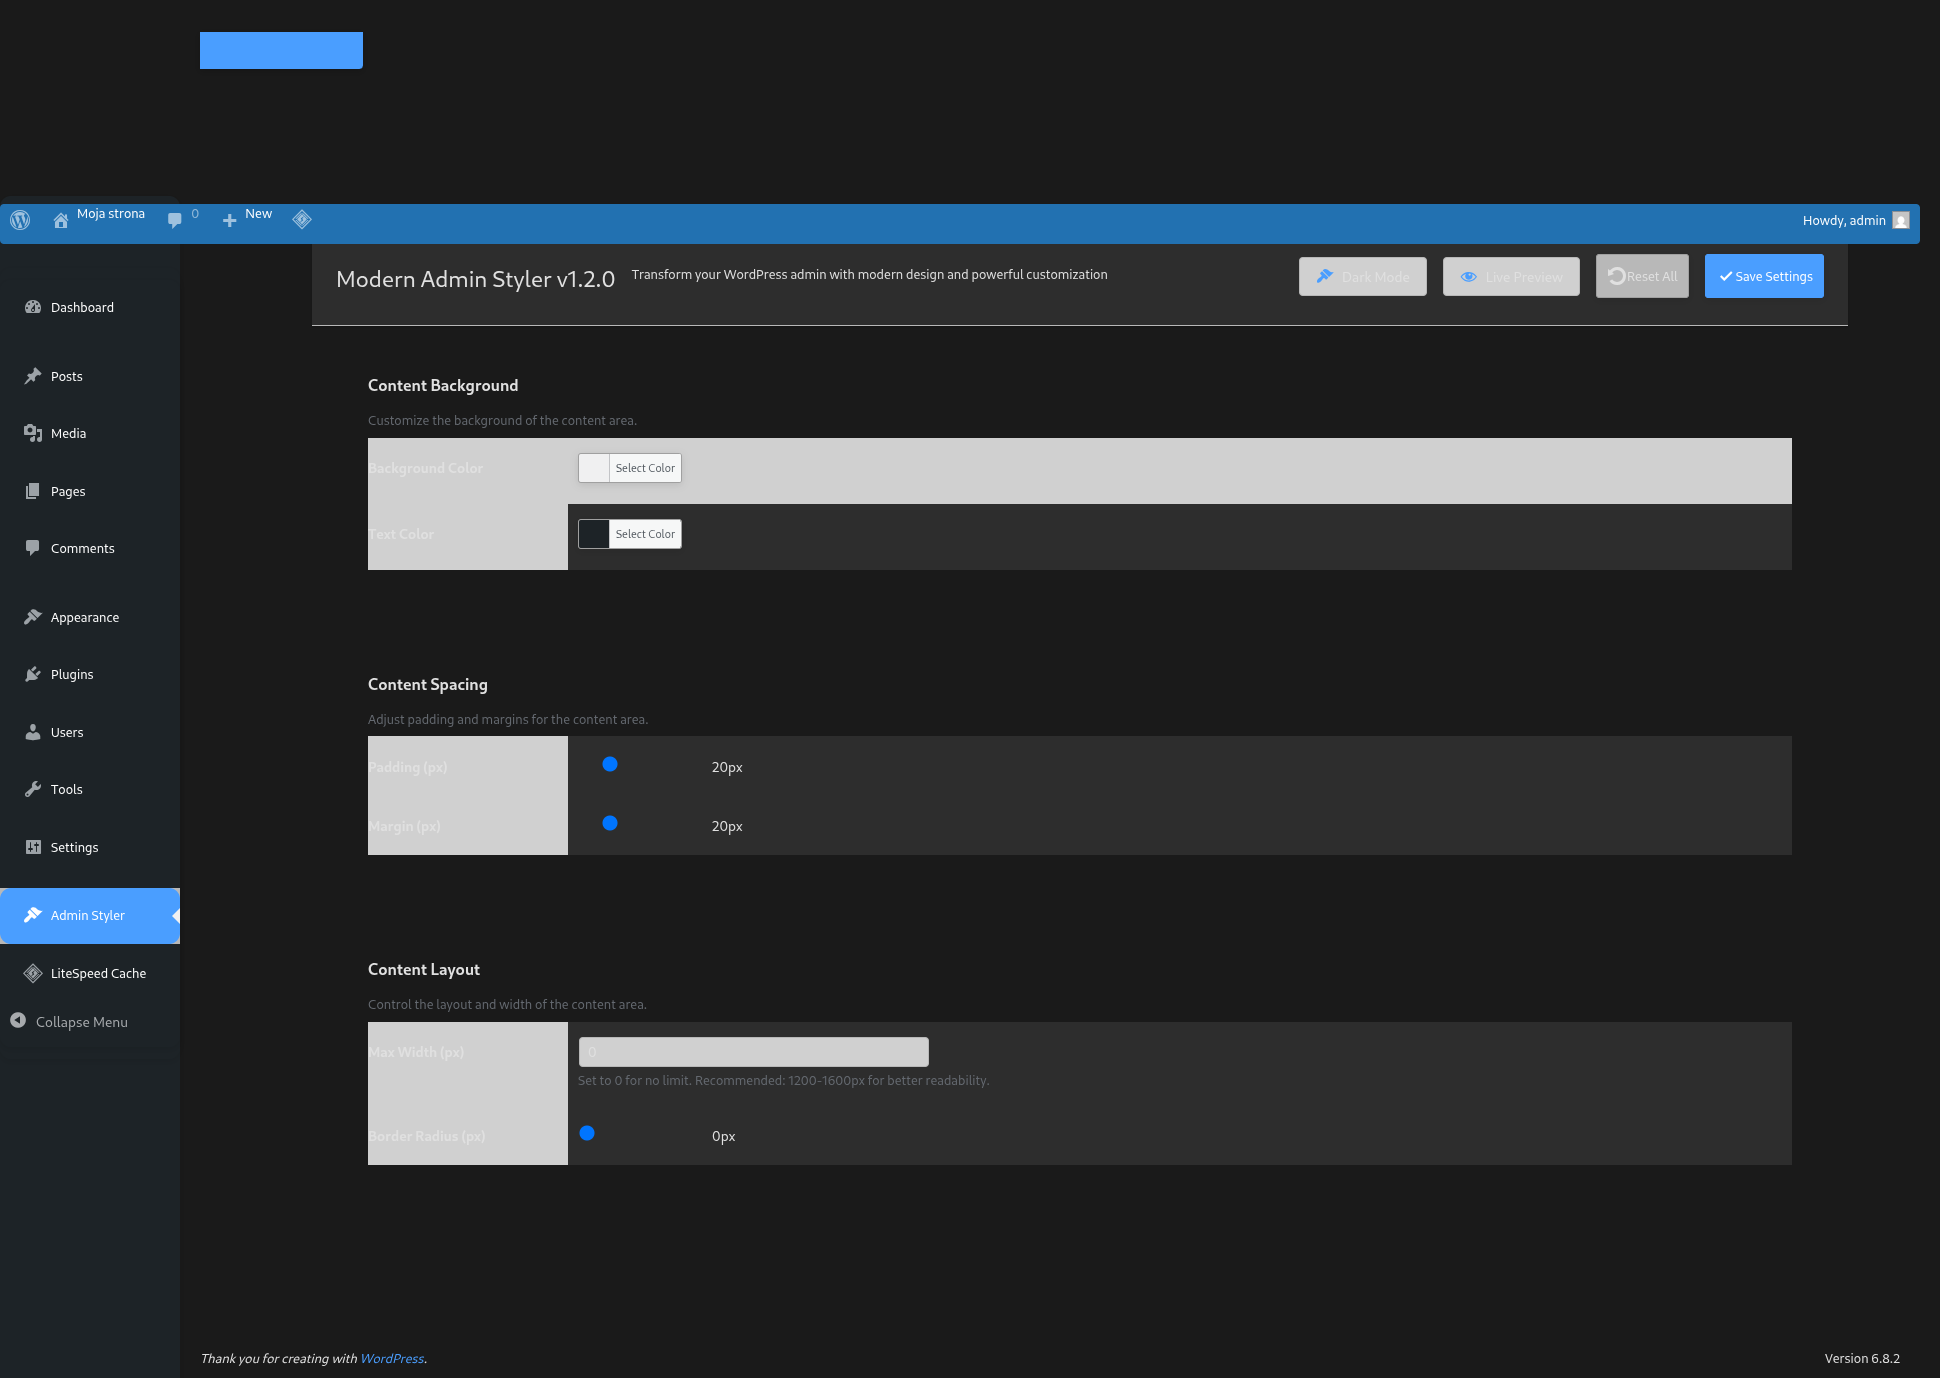 Moja strona
0
New
Howdy, admin
Modern Admin Styler v1.2.0
Transform your WordPress admin with modern design and powerful customization
Dark Mode
Live Preview
Reset All
Save Settings
Dashboard
Posts
Media
Pages
Comments
Appearance
Plugins
Users
Tools
Settings
Admin Styler
LiteSpeed Cache
Collapse Menu
Content Background
Customize the background of the content area.
Background Color
Select Color
Text Color
Select Color
Content Spacing
Adjust padding and margins for the content area.
Padding (px)
20px
Margin (px)
20px
Content Layout
Control the layout and width of the content area.
Max Width (px)
0
Set to 0 for no limit. Recommended: 1200-1600px for better readability.
Border Radius (px)
0px
Thank you for creating with WordPress.
Version 6.8.2